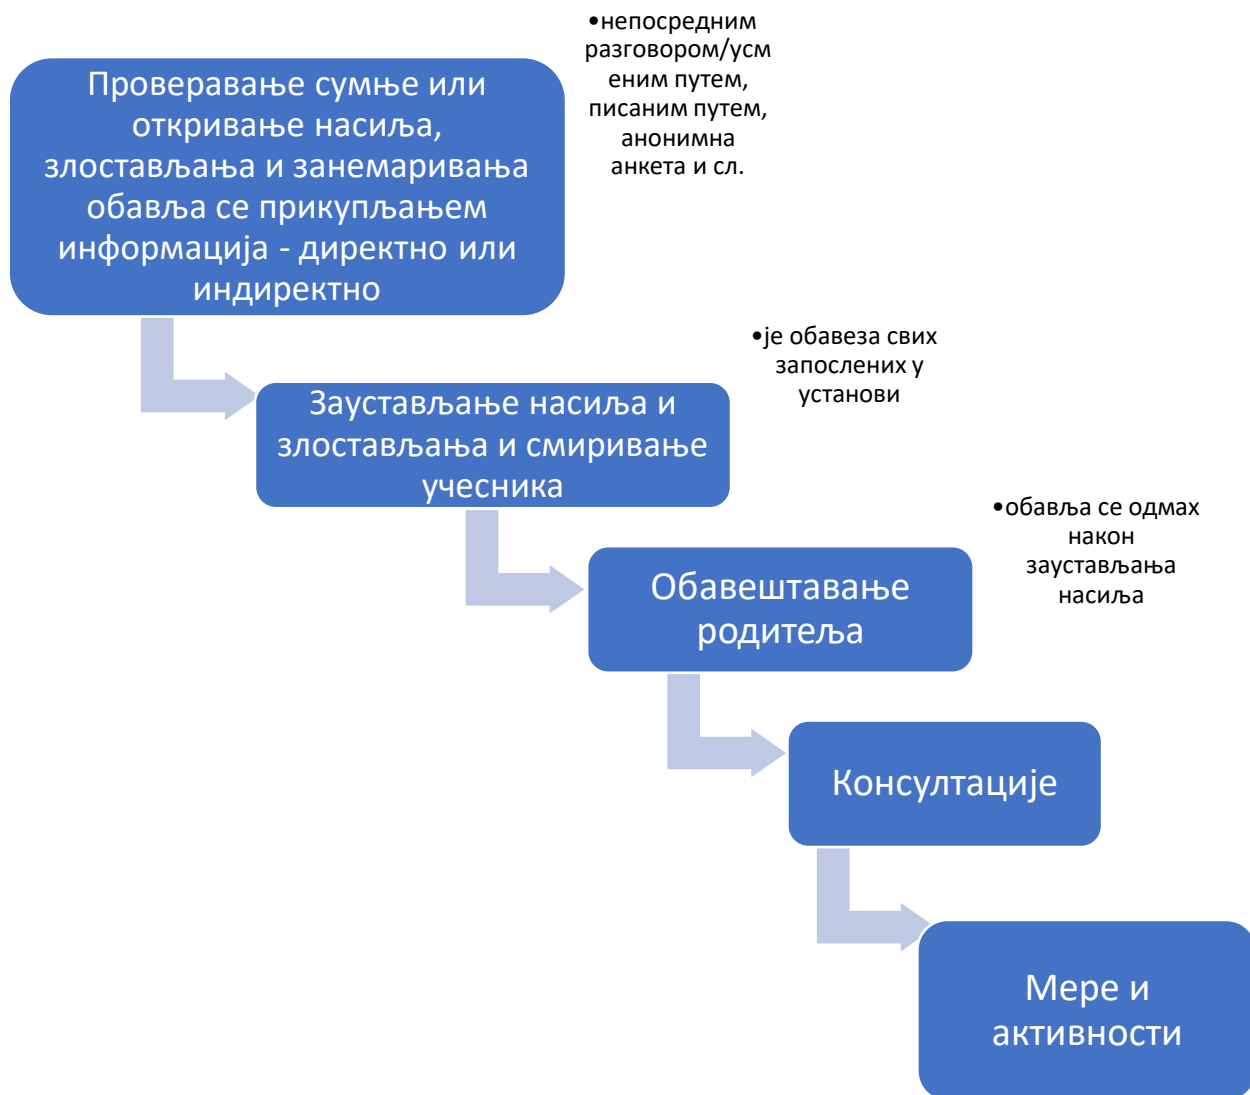 Проверавање сумње или
откривање насиља,
злостављања и занемаривања
обавља се прикупљањем
информација - директно или
индиректно
•непосредним
разговором/усм
еним путем,
писаним путем,
анонимна
анкета и сл.
Заустављање насиља и
злостављања и смиривање
учесника
•је обавеза свих
запослених у
установи
Обавештавање
родитеља
•обавља се одмах
након
заустављања
насиља
Консултације
Мере и
активности